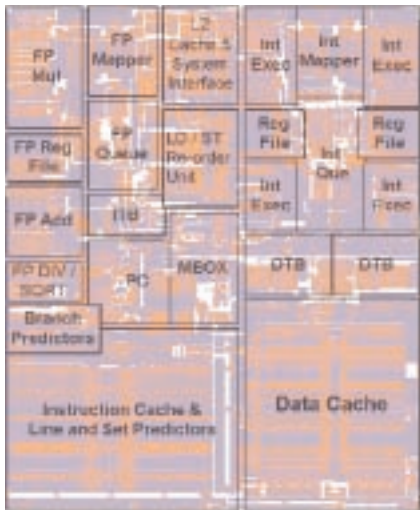 FP
Mul
FP
Mapper
L2
Cache &
System
Interface
Int
Exec
Int
Mapper
Int
Exec
FP
Queue
LD / ST
Re-order
Unit
Reg
File
Reg
File
FP Reg
File
Int
Que
Int
Exec
Int
Exec
FP Add
ITB
FP DIV /
SQRT
PC
MBOX
DTB
DTB
Branch
Predictors
Instruction Cache &
Line and Set Predictors
Data Cache